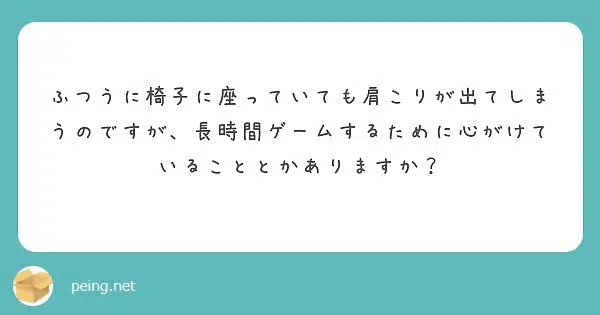 ふつうに椅子に座っていても肩こりが出てしま
うのですが、長時間ゲームするために心がけて
いることとかありますか？
peing.net